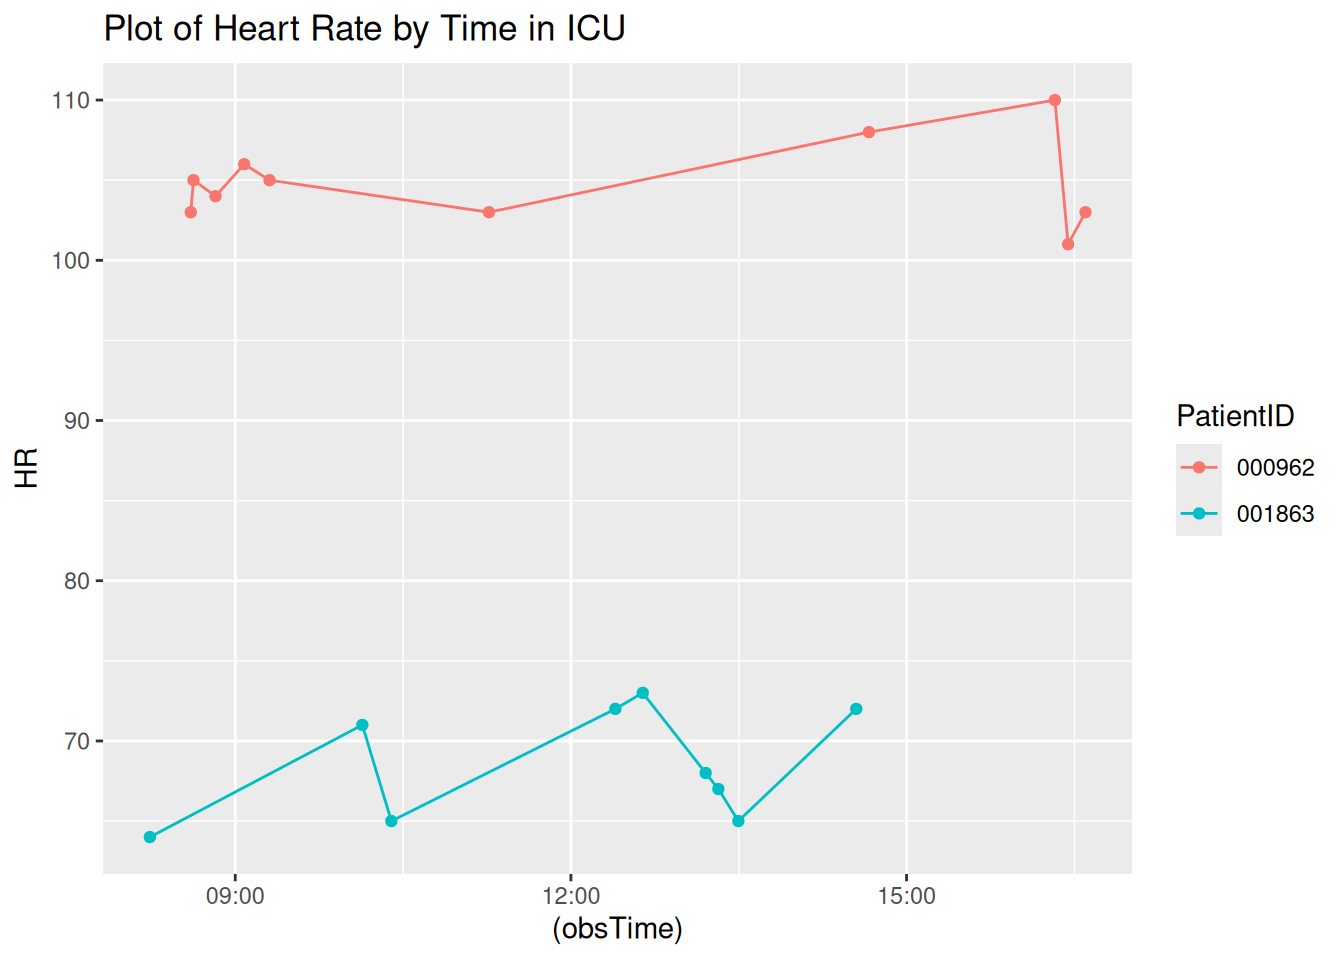 Plot of Heart Rate by Time in ICU
110
100
90
80
70
HR
09:00 12:00 15:00
(obsTime)
PatientID
000962
001863